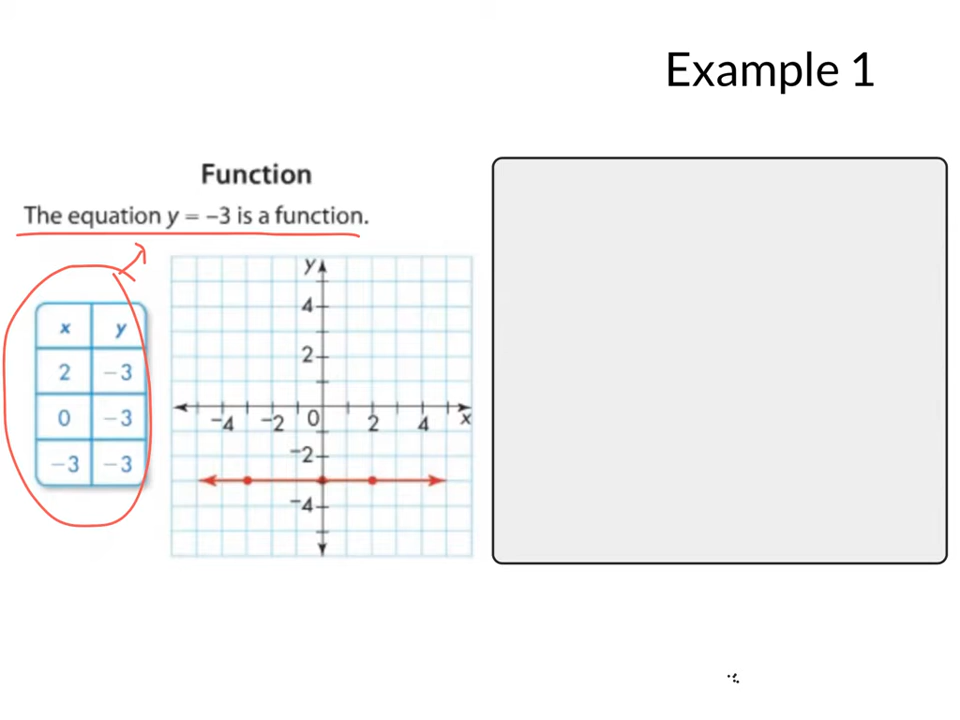 Example 1
Function
The equation y = −3 is a function.
x y
2 −3
0 −3
−3 −3
y
4
2
−4 −2 0 2 4 x
−2
−4